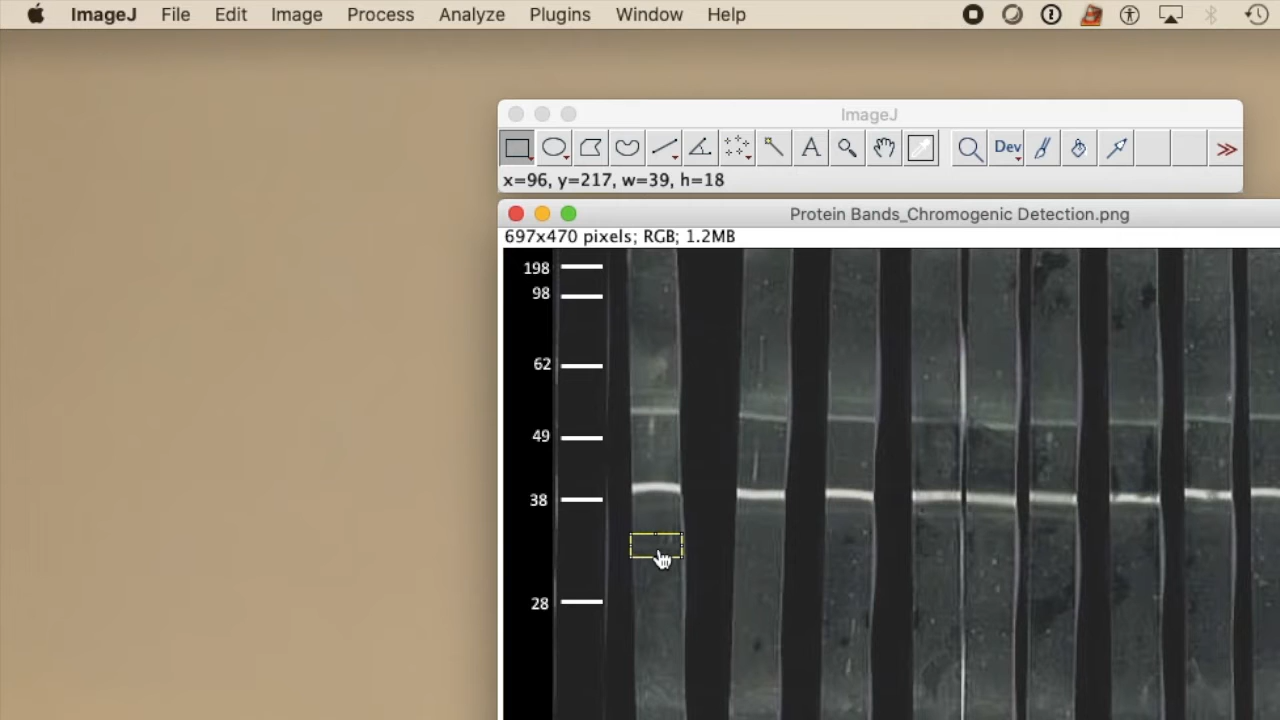 ImageJ File Edit Image Process Analyze Plugins Window Help
ImageJ
A Dev >>
x=96, y=217, w=39, h=18
Protein Bands_Chromogenic Detection.png
697x470 pixels; RGB; 1.2MB
198
98
62
49
38
28